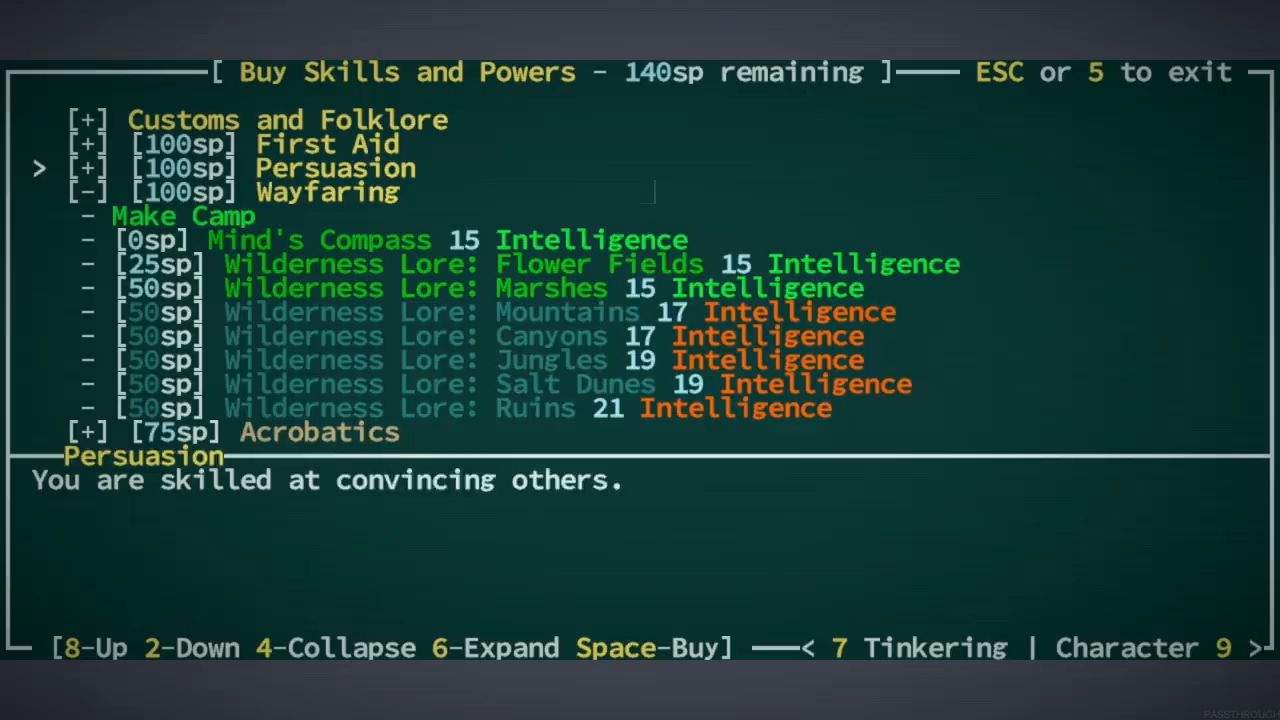 [ Buy Skills and Powers - 140sp remaining ] ESC or 5 to exit
[+] Customs and Folklore
[+] [100sp] First Aid
> [+] [100sp] Persuasion
[-] [100sp] Wayfaring
- Make Camp
- [0sp] Mind's Compass 15 Intelligence
- [25sp] Wilderness Lore: Flower Fields 15 Intelligence
- [50sp] Wilderness Lore: Marshes 15 Intelligence
- [50sp] Wilderness Lore: Mountains 17 Intelligence
- [50sp] Wilderness Lore: Canyons 17 Intelligence
- [50sp] Wilderness Lore: Jungles 19 Intelligence
- [50sp] Wilderness Lore: Salt Dunes 19 Intelligence
- [50sp] Wilderness Lore: Ruins 21 Intelligence
[+] [75sp] Acrobatics
Persuasion
You are skilled at convincing others.
[8-Up 2-Down 4-Collapse 6-Expand Space-Buy] < 7 Tinkering | Character 9 >
PASSTHROUGH